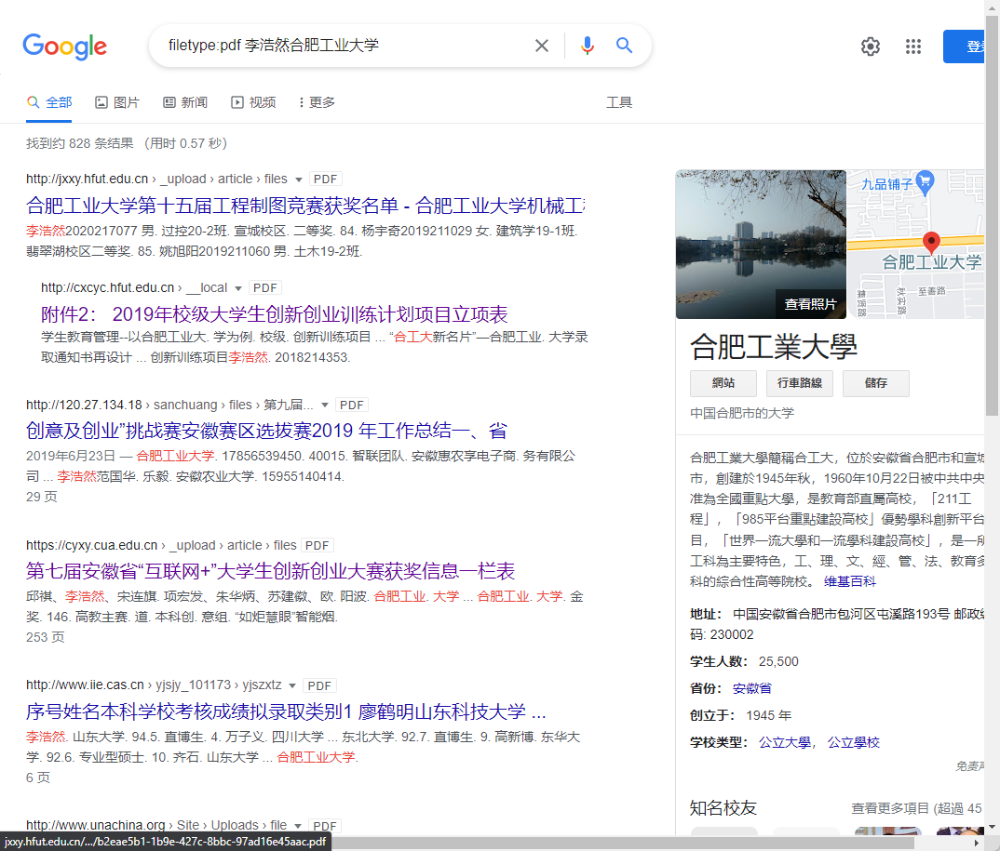 Google
filetype:pdf 李浩然合肥工业大学
全部 图片 新闻 视频 更多 工具
找到约 828 条结果 （用时 0.57 秒）
http://jxxy.hfut.edu.cn › _upload › article › files PDF
合肥工业大学第十五届工程制图竞赛获奖名单 - 合肥工业大学机械工
李浩然2020217077 男. 过控20-2班. 宣城校区. 二等奖. 84. 杨宇奇2019211029 女. 建筑学19-1班.
翡翠湖校区二等奖. 85. 姚旭阳2019211060 男. 土木19-2班.
http://cxcyc.hfut.edu.cn › __local PDF
附件2： 2019年校级大学生创新创业训练计划项目立项表
学生教育管理--以合肥工业大. 学为例. 校级. 创新训练项目 ... “合工大新名片”—合肥工业. 大学录
取通知书再设计 ... 创新训练项目李浩然. 2018214353.
http://120.27.134.18 › sanchuang › files › 第九届... PDF
创意及创业”挑战赛安徽赛区选拔赛2019 年工作总结一、省
2019年6月23日 — 合肥工业大学. 17856539450. 40015. 智联团队. 安徽惠农享电子商. 务有限公
司 ... 李浩然范国华. 乐毅. 安徽农业大学. 15955140414.
29 页
https://cyxy.cua.edu.cn › _upload › article › files PDF
第七届安徽省“互联网+”大学生创新创业大赛获奖信息一栏表
邱祺、李浩然、宋连旗. 项宏发、朱华炳、苏建徽、欧. 阳波. 合肥工业. 大学 ... 合肥工业. 大学. 金
奖. 146. 高教主赛. 道. 本科创. 意组. “如炬慧眼”智能烟.
253 页
http://www.iie.cas.cn › yjsjy_101173 › yjszxtz PDF
序号姓名本科学校考核成绩拟录取类别1 廖鹤明山东科技大学 ...
李浩然. 山东大学. 94.5. 直博生. 4. 万子义. 四川大学 ... 东北大学. 92.7. 直博生. 9. 高新博. 东华大
学. 92.6. 专业型硕士. 10. 齐石. 山东大学 ... 合肥工业大学.
6 页
http://www.unachina.org › Site › Uploads › file PDF
jxxy.hfut.edu.cn/.../b2eae5b1-1b9e-427c-8bbc-97ad16e45aac.pdf
登
查看照片
九品铺子
合肥工业大学
集贤路
秋实路
至善路
合肥工業大學
網站 行車路線 儲存
中国合肥市的大学
合肥工業大學簡稱合工大，位於安徽省合肥市和宣城
市，創建於1945年秋，1960年10月22日被中共中央
准為全國重點大學，是教育部直屬高校，「211工
程」，「985平台重點建設高校」優勢學科創新平台
目，「世界一流大學和一流學科建設高校」，是一所
工科為主要特色，工、理、文、經、管、法、教育多
科的綜合性高等院校。 维基百科
地址： 中国安徽省合肥市包河区屯溪路193号 邮政编
码: 230002
学生人数： 25,500
省份： 安徽省
创立于： 1945 年
学校类型： 公立大學， 公立學校
免责声
知名校友 查看更多項目 (超過 45